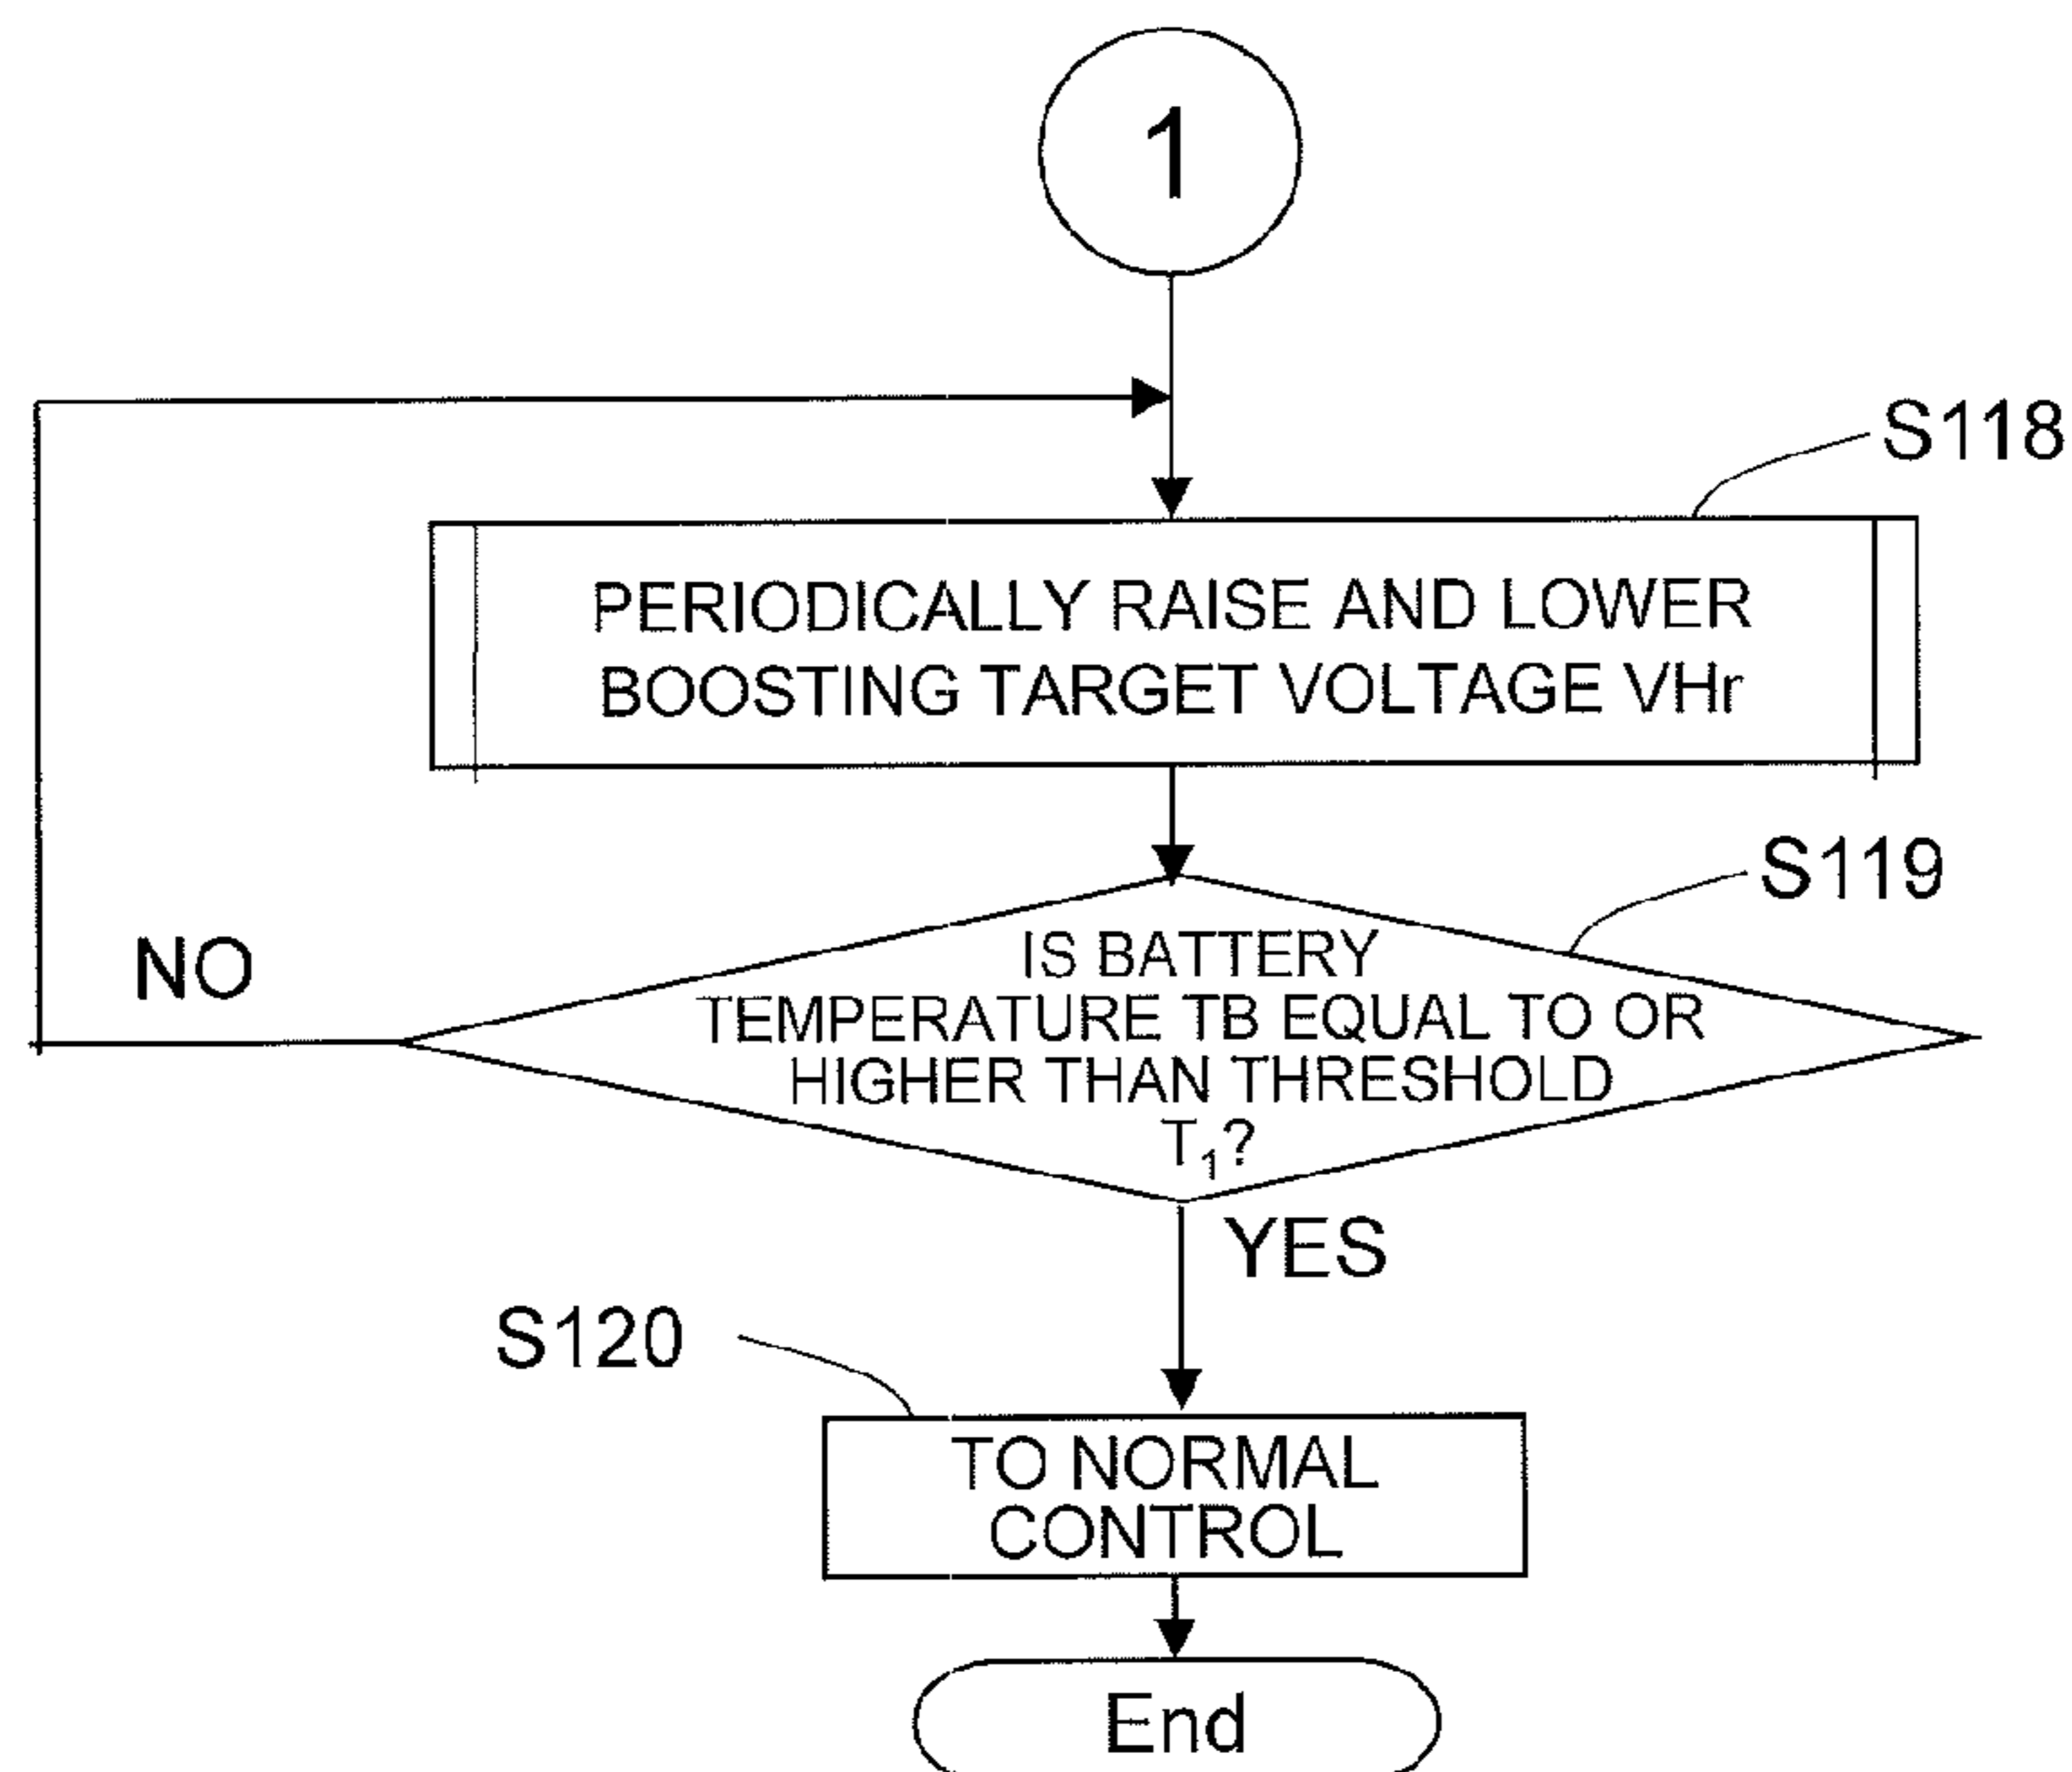 1
S118
PERIODICALLY RAISE AND LOWER
BOOSTING TARGET VOLTAGE VHr
S119
IS BATTERY
TEMPERATURE TB EQUAL TO OR
HIGHER THAN THRESHOLD
T₁?
NO
YES
S120
TO NORMAL
CONTROL
End